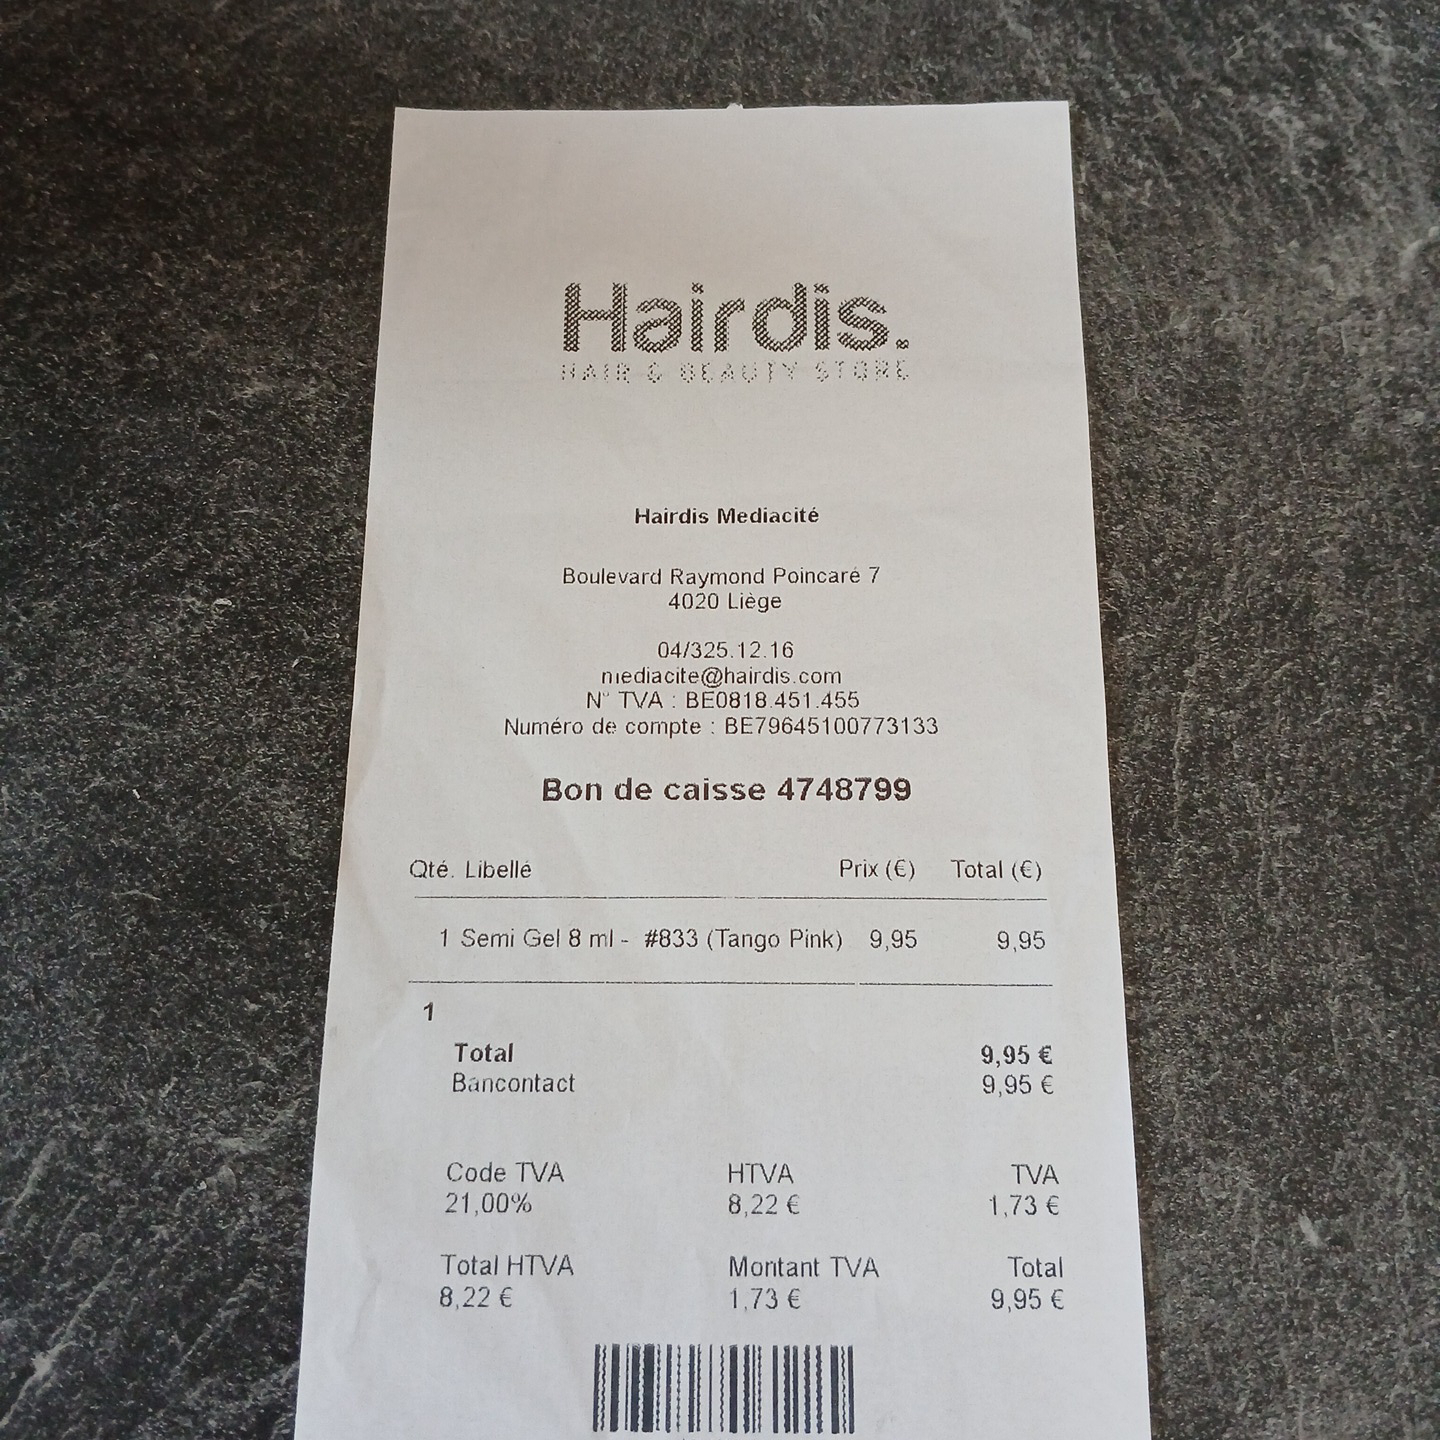 Hairdis.
HAIR & BEAUTY STORE
Hairdis Mediacité
Boulevard Raymond Poincaré 7
4020 Liège
04/325.12.16
mediacite@hairdis.com
N° TVA : BE0818.451.455
Numéro de compte : BE79645100773133
Bon de caisse 4748799
Qté. Libellé Prix (€) Total (€)
1 Semi Gel 8 ml - #833 (Tango Pink) 9,95 9,95
1
Total 9,95 €
Bancontact 9,95 €
Code TVA HTVA TVA
21,00% 8,22 € 1,73 €
Total HTVA Montant TVA Total
8,22 € 1,73 € 9,95 €